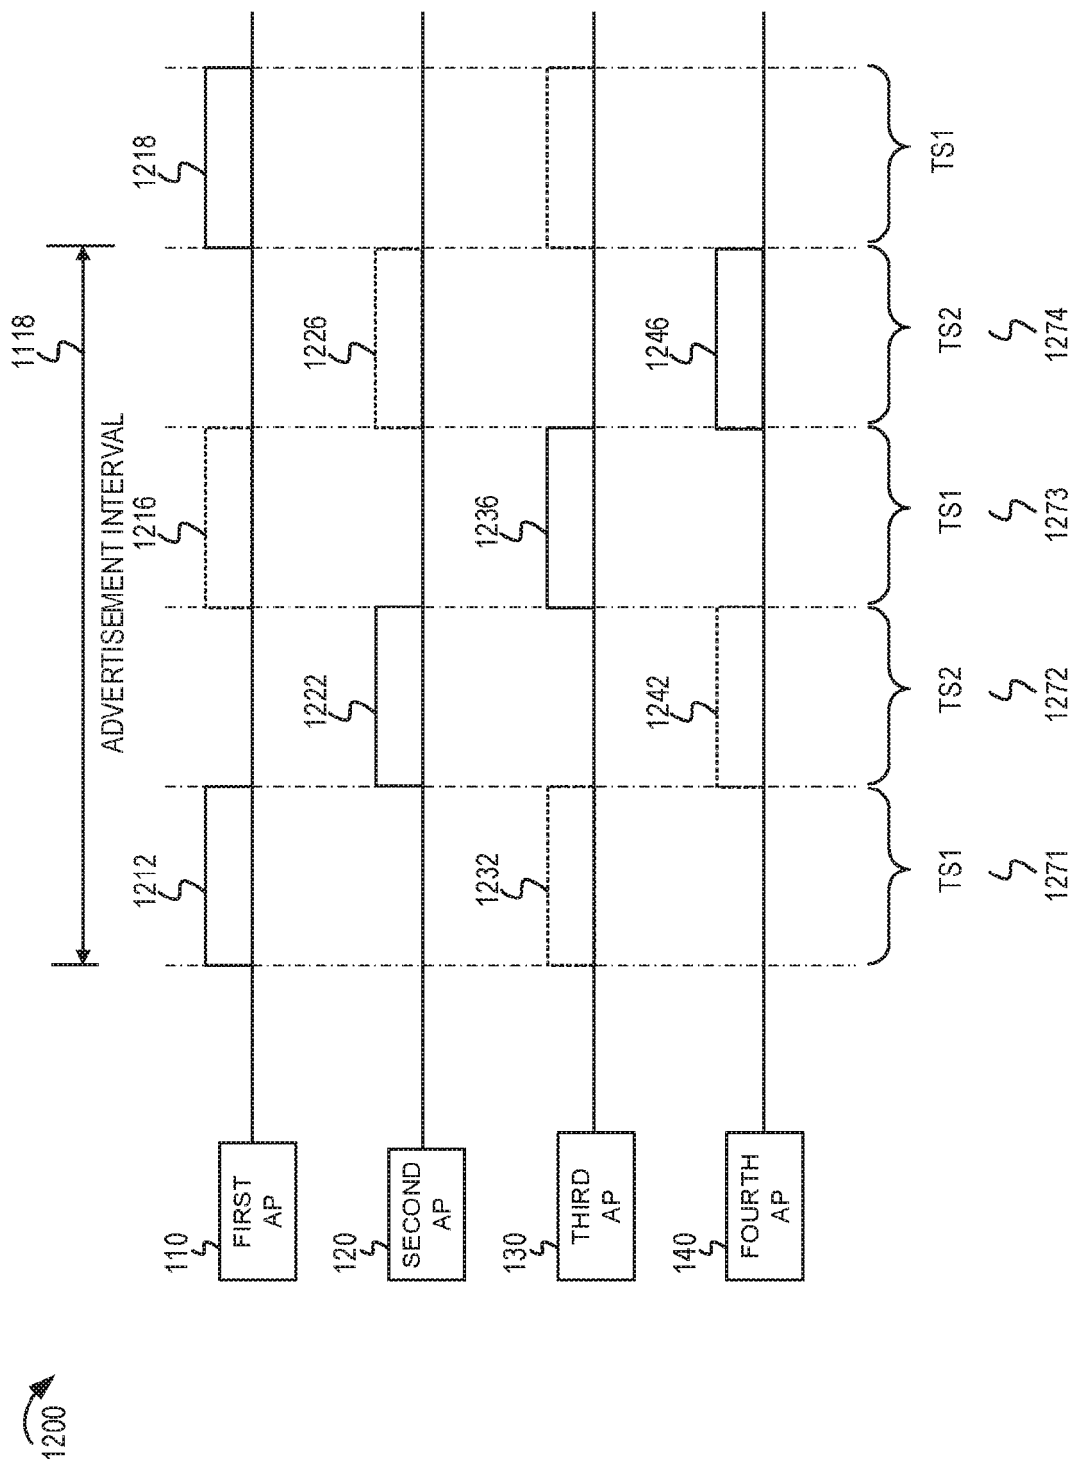 1200
1118
ADVERTISEMENT INTERVAL
110
FIRST
AP
1212
1216
1218
120
SECOND
AP
1222
1226
130
THIRD
AP
1232
1236
140
FOURTH
AP
1242
1246
TS1
TS2
TS1
TS2
TS1
1271
1272
1273
1274